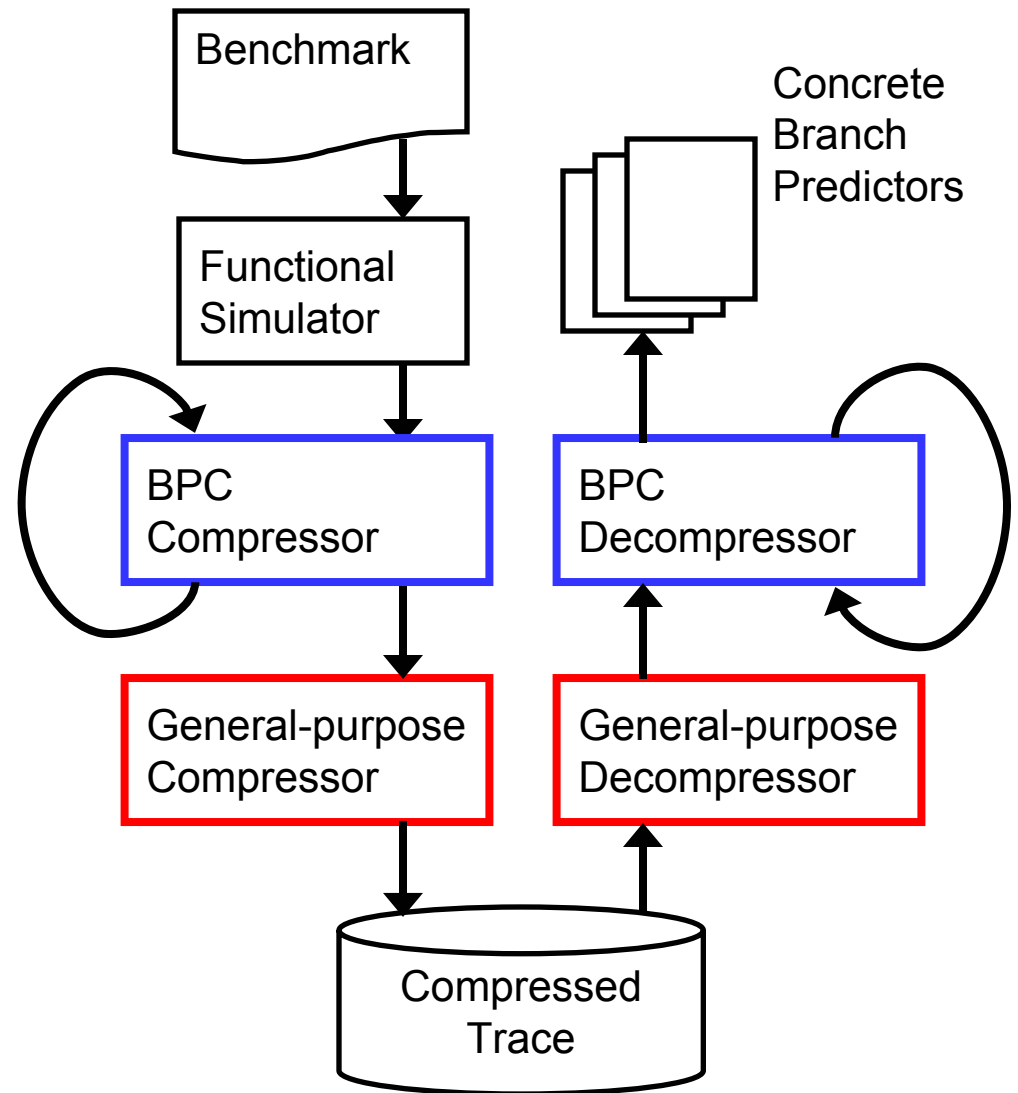 Benchmark
Concrete
Branch
Predictors
Functional
Simulator
BPC
Compressor
BPC
Decompressor
General-purpose
Compressor
General-purpose
Decompressor
Compressed
Trace